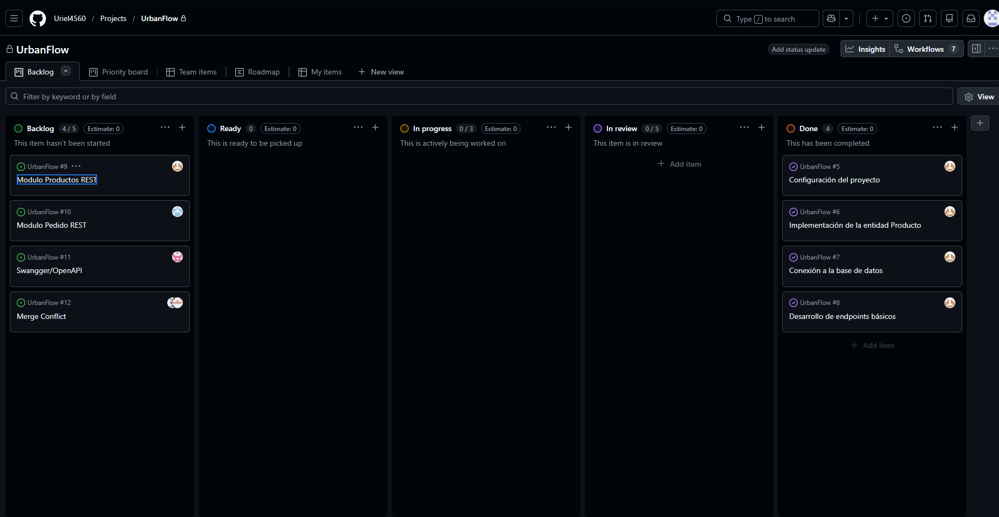 Uriel4560 / Projects / UrbanFlow
Type / to search
UrbanFlow
Add status update
Insights
Workflows 7
Backlog
Priority board
Team items
Roadmap
My items
New view
Filter by keyword or by field
View
Backlog 4 / 5 Estimate: 0
This item hasn't been started
UrbanFlow #9
Modulo Productos REST
UrbanFlow #10
Modulo Pedido REST
UrbanFlow #11
Swangger/OpenAPI
UrbanFlow #12
Merge Conflict
Ready 0 Estimate: 0
This is ready to be picked up
In progress 0 / 3 Estimate: 0
This is actively being worked on
In review 0 / 5 Estimate: 0
This item is in review
Add item
Done 4 Estimate: 0
This has been completed
UrbanFlow #5
Configuración del proyecto
UrbanFlow #6
Implementación de la entidad Producto
UrbanFlow #7
Conexión a la base de datos
UrbanFlow #8
Desarrollo de endpoints básicos
Add item